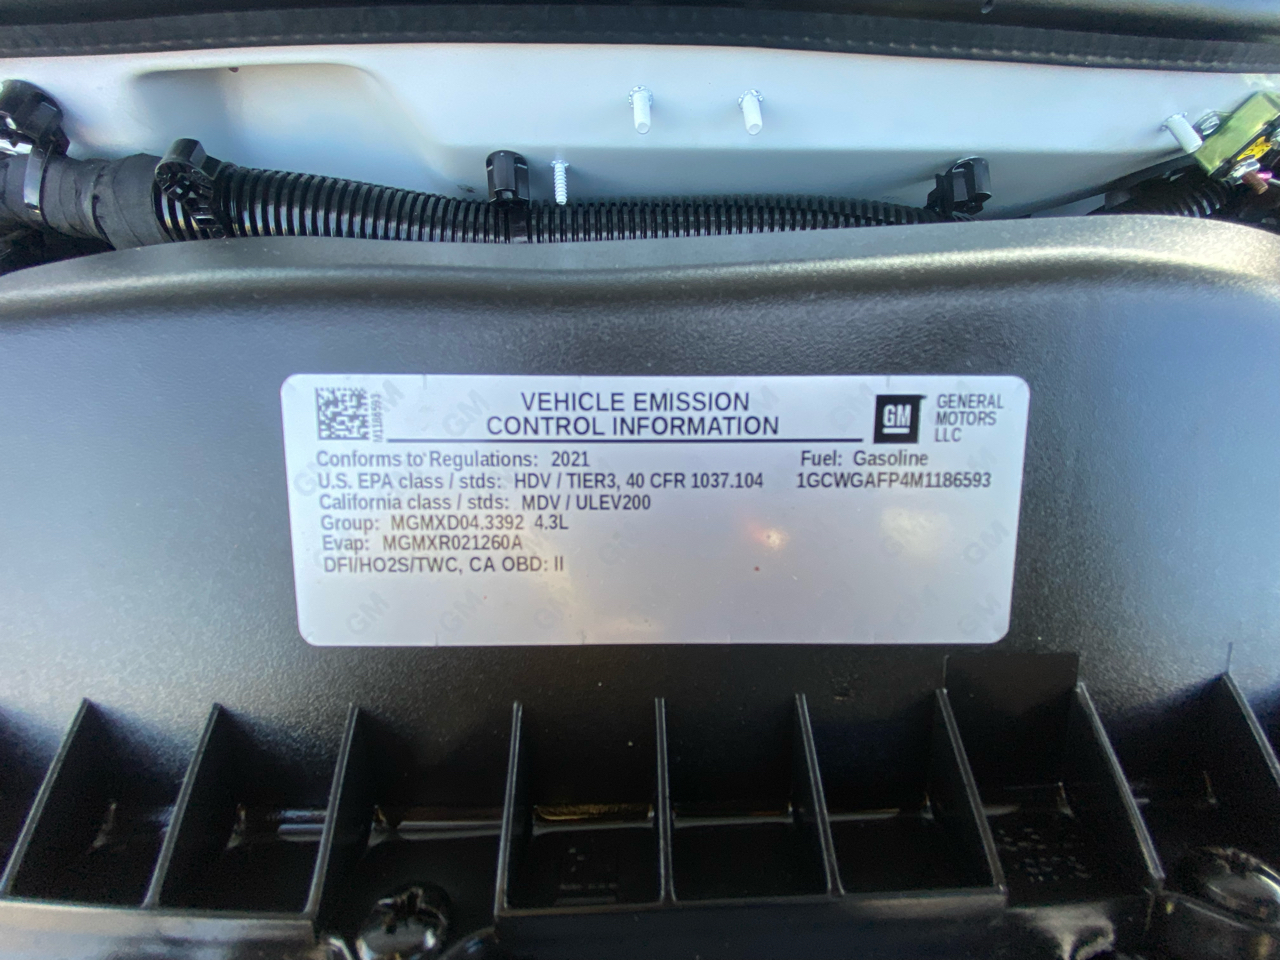 M1186593
VEHICLE EMISSION
CONTROL INFORMATION
GM
GENERAL
MOTORS
LLC
Conforms to Regulations: 2021
Fuel: Gasoline
U.S. EPA class / stds: HDV / TIER3, 40 CFR 1037.104
1GCWGAFP4M1186593
California class / stds: MDV / ULEV200
Group: MGMXD04.3392 4.3L
Evap: MGMXR021260A
DFI/HO2S/TWC, CA OBD: II